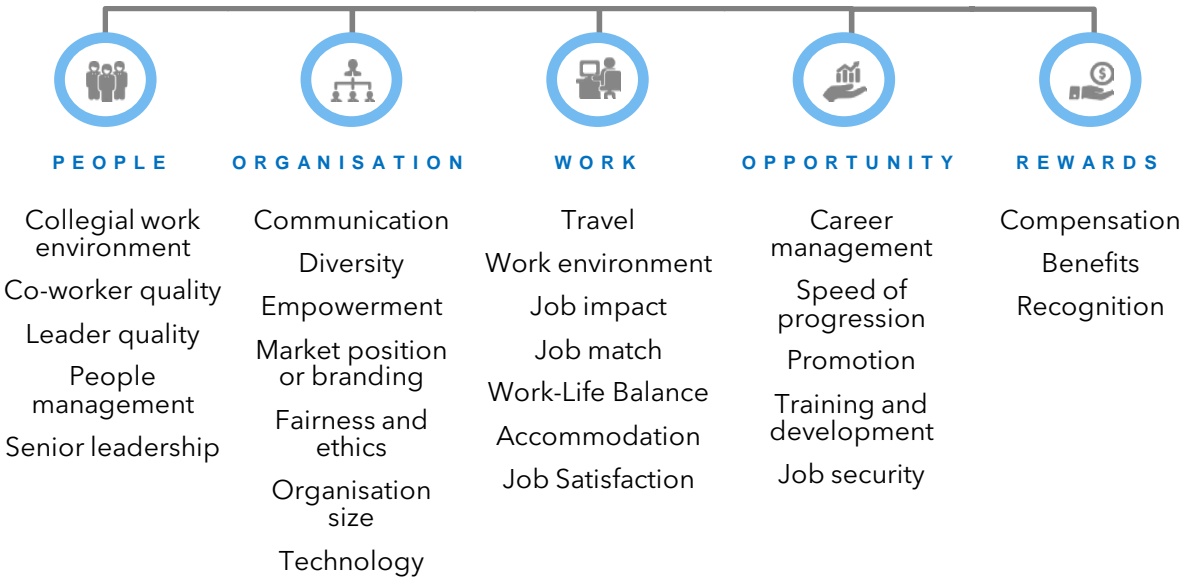 PEOPLE
Collegial work
environment
Co-worker quality
Leader quality
People
management
Senior leadership
ORGANISATION
Communication
Diversity
Empowerment
Market position
or branding
Fairness and
ethics
Organisation
size
Technology
WORK
Travel
Work environment
Job impact
Job match
Work-Life Balance
Accommodation
Job Satisfaction
OPPORTUNITY
Career
management
Speed of
progression
Promotion
Training and
development
Job security
REWARDS
$
Compensation
Benefits
Recognition